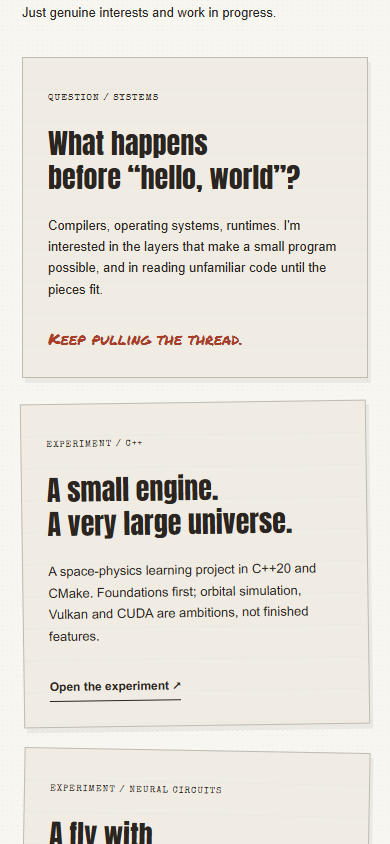 Just genuine interests and work in progress.
QUESTION / SYSTEMS
What happens
before “hello, world”?
Compilers, operating systems, runtimes. I'm
interested in the layers that make a small program
possible, and in reading unfamiliar code until the
pieces fit.
Keep pulling the thread.
EXPERIMENT / C++
A small engine.
A very large universe.
A space-physics learning project in C++20 and
CMake. Foundations first; orbital simulation,
Vulkan and CUDA are ambitions, not finished
features.
Open the experiment ↗
EXPERIMENT / NEURAL CIRCUITS
A fly with